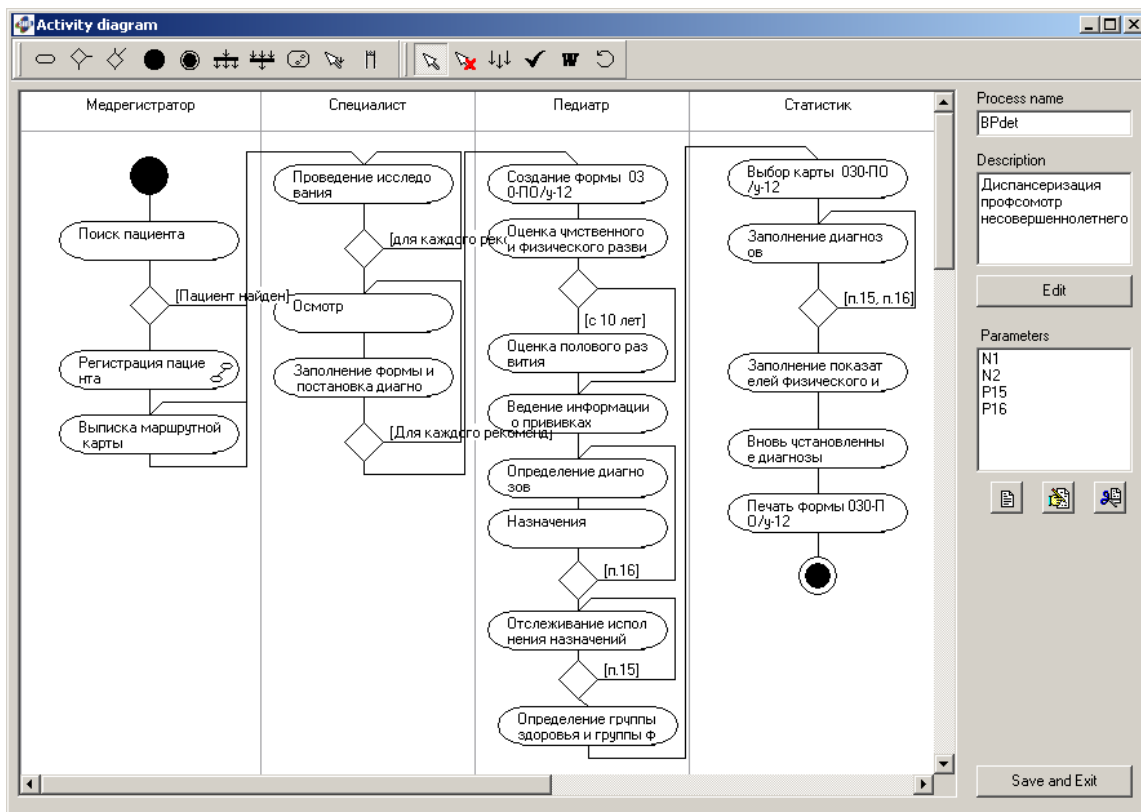 Activity diagram
W
Медрегистратор
Специалист
Педиатр
Статистик
Поиск пациента
[Пациент найден]
Регистрация пацие
нта
Выписка маршрутной
карты
Проведение исследо
вания
[для каждого рек
Осмотр
Заполнение формы и
постановка диагно
[Для каждого рекоменд]
Создание формы 03
0-ПО/у-12
Оценка умственного
и физического разви
[с 10 лет]
Оценка полового раз
вития
Ведение информации
о прививках
Определение диагно
зов
Назначения
[п.16]
Отслеживание испол
нения назначений
[п.15]
Определение группы
здоровья и группы ф
Выбор карты 030-ПО
/у-12
Заполнение диагноз
ов
[п.15, п.16]
Заполнение показат
елей физического и
Вновь установленны
е диагнозы
Печать формы 030-П
О/у-12
Process name
BPdet
Description
Диспансеризация
профсомотр
несовершеннолетнего
Edit
Parameters
N1
N2
P15
P16
Save and Exit